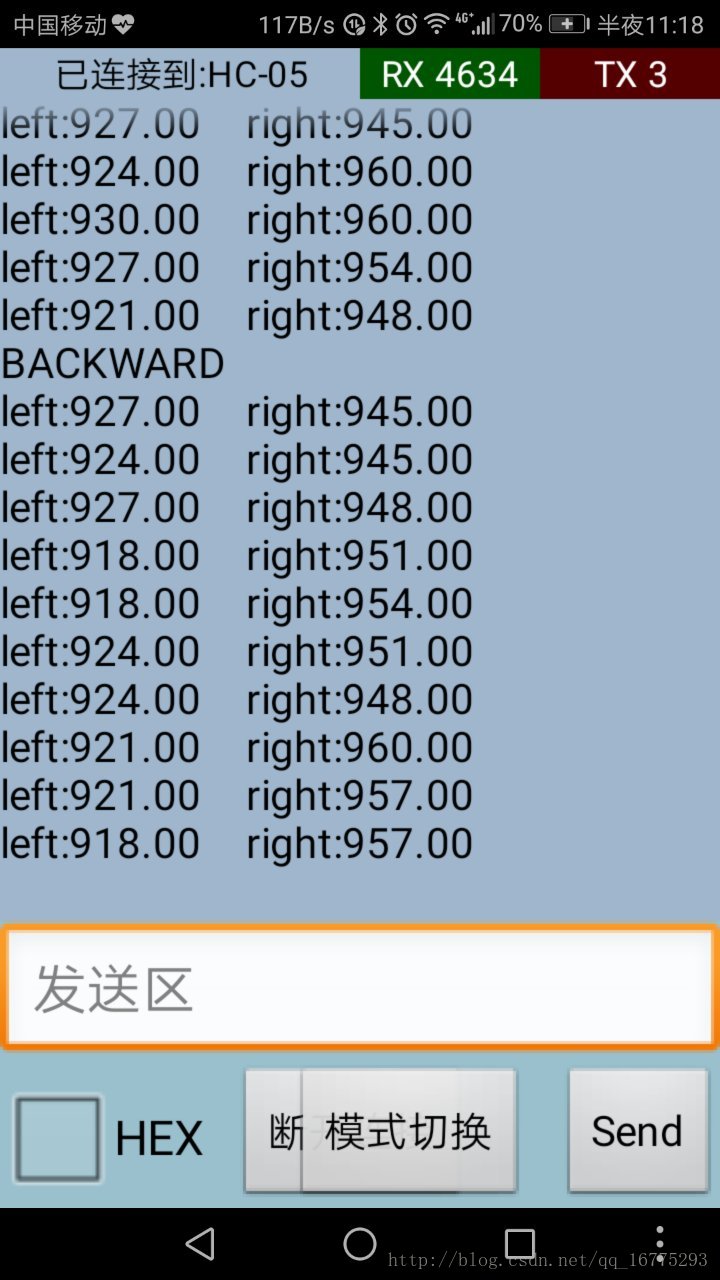 中国移动 117B/s 4G+ 70% 半夜11:18
已连接到:HC-05 RX 4634 TX 3
left:927.00 right:945.00
left:924.00 right:960.00
left:930.00 right:960.00
left:927.00 right:954.00
left:921.00 right:948.00
BACKWARD
left:927.00 right:945.00
left:924.00 right:945.00
left:927.00 right:948.00
left:918.00 right:951.00
left:918.00 right:954.00
left:924.00 right:951.00
left:924.00 right:948.00
left:921.00 right:960.00
left:921.00 right:957.00
left:918.00 right:957.00
发送区
HEX 断 模式切换 Send
http://blog.csdn.net/qq_16775293